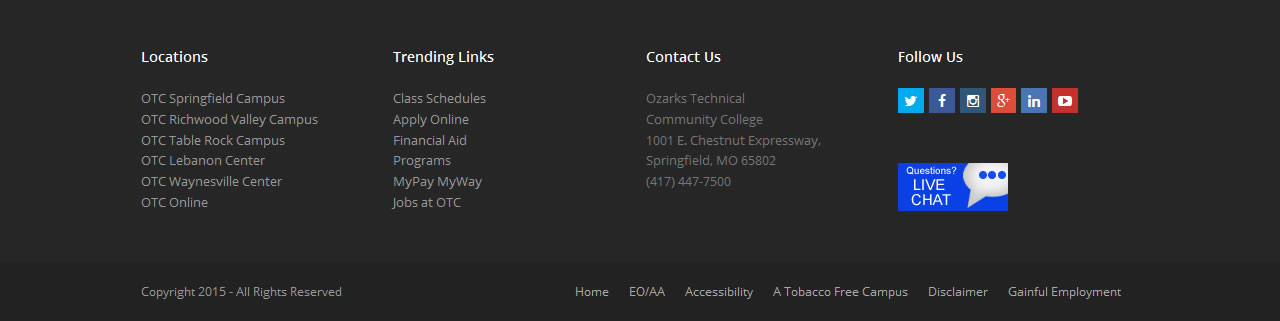 Locations
OTC Springfield Campus
OTC Richwood Valley Campus
OTC Table Rock Campus
OTC Lebanon Center
OTC Waynesville Center
OTC Online
Trending Links
Class Schedules
Apply Online
Financial Aid
Programs
MyPay MyWay
Jobs at OTC
Contact Us
Ozarks Technical
Community College
1001 E. Chestnut Expressway,
Springfield, MO 65802
(417) 447-7500
Follow Us
Questions?
LIVE
CHAT
Copyright 2015 - All Rights Reserved
Home EO/AA Accessibility A Tobacco Free Campus Disclaimer Gainful Employment